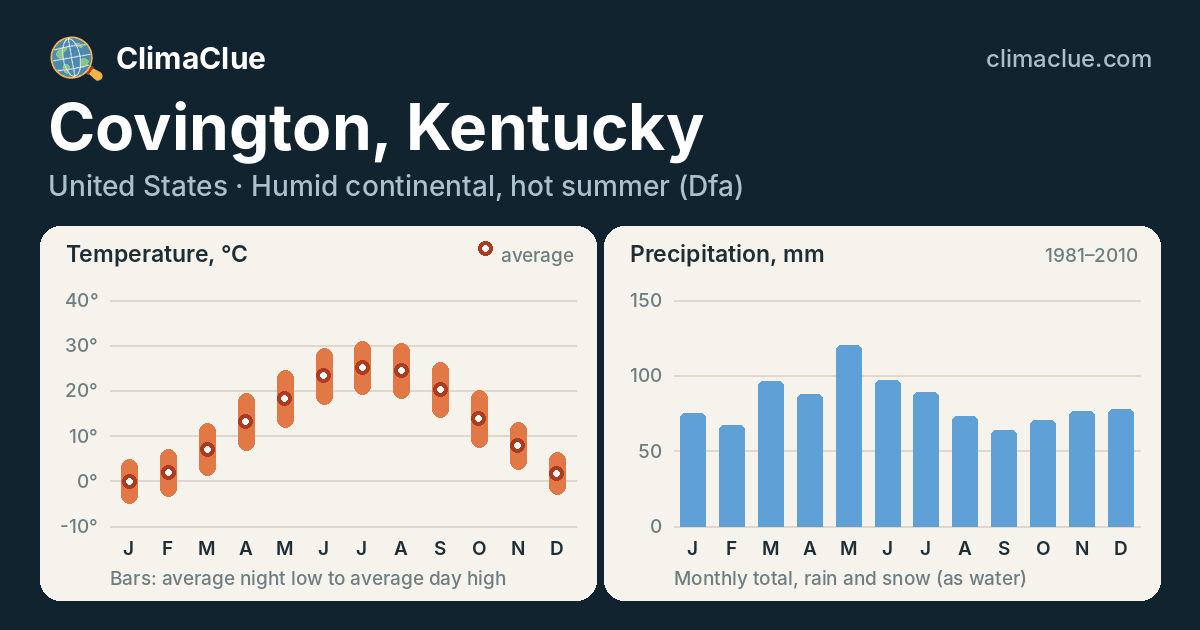 ClimaClue
climaclue.com
Covington, Kentucky
United States · Humid continental, hot summer (Dfa)
Temperature, °C
average
40°
30°
20°
10°
0°
-10°
J F M A M J J A S O N D
Bars: average night low to average day high
Precipitation, mm
1981–2010
150
100
50
0
J F M A M J J A S O N D
Monthly total, rain and snow (as water)